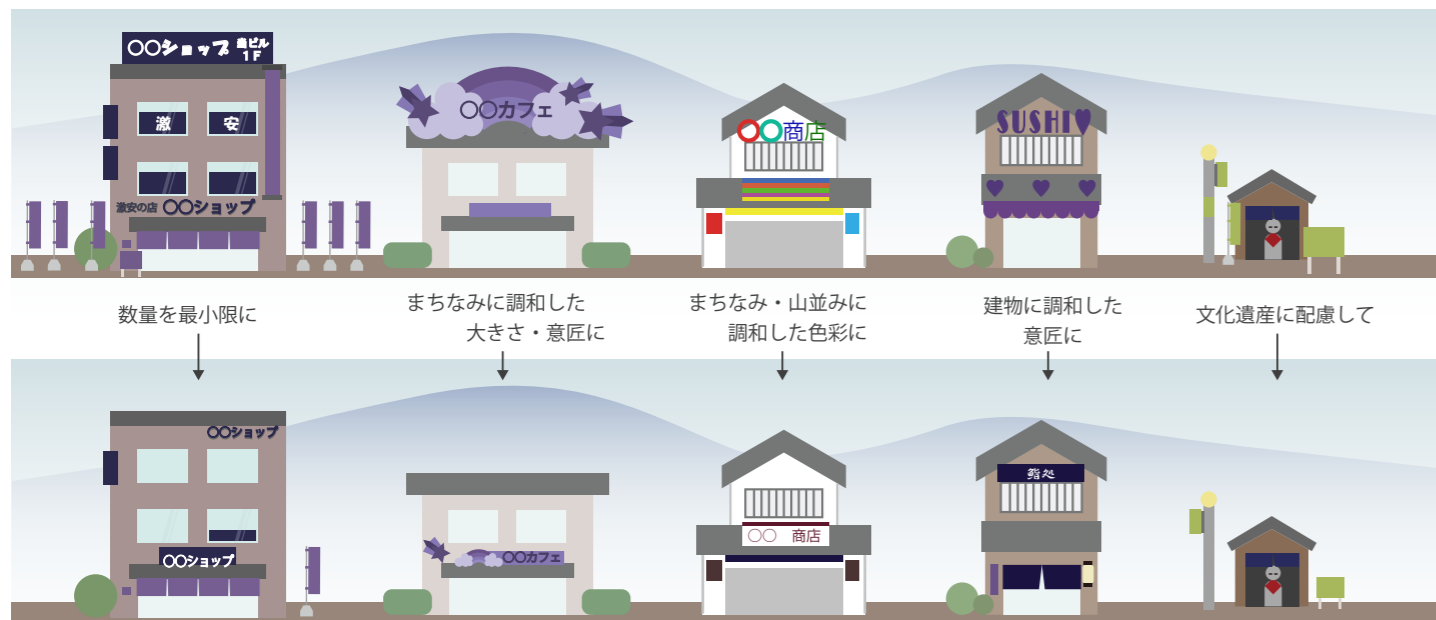 〇〇ショップ 当ビル
1F
激 安
激安の店 〇〇ショップ
〇〇カフェ
〇〇商店
SUSHI♥
数量を最小限に
まちなみに調和した
大きさ・意匠に
まちなみ・山並みに
調和した色彩に
建物に調和した
意匠に
文化遺産に配慮して
〇〇ショップ
〇〇ショップ
〇〇カフェ
〇〇 商店
鮨処